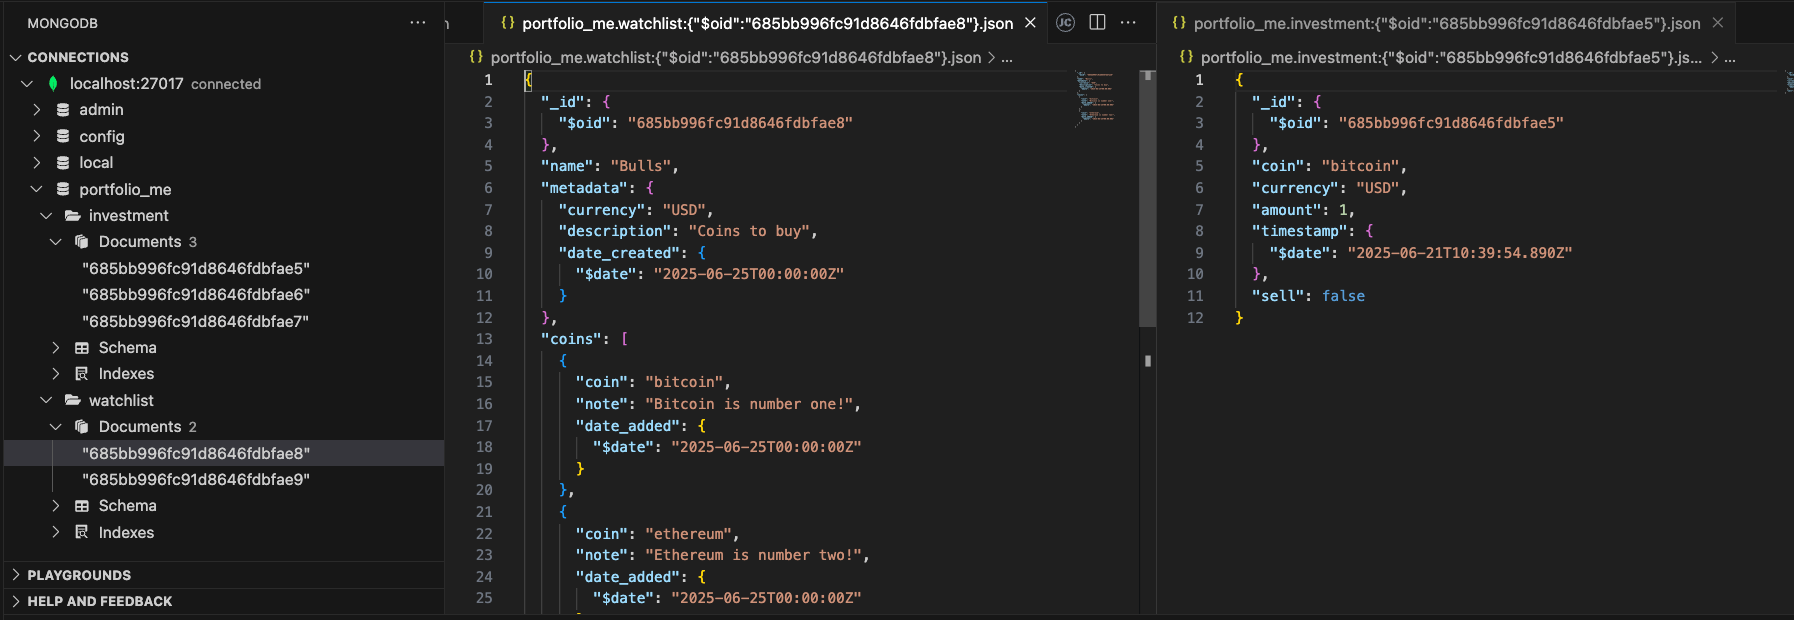 MONGODB
CONNECTIONS
localhost:27017 connected
admin
config
local
portfolio_me
investment
Documents 3
"685bb996fc91d8646fdbfae5"
"685bb996fc91d8646fdbfae6"
"685bb996fc91d8646fdbfae7"
Schema
Indexes
watchlist
Documents 2
"685bb996fc91d8646fdbfae8"
"685bb996fc91d8646fdbfae9"
Schema
Indexes
PLAYGROUNDS
HELP AND FEEDBACK
{} portfolio_me.watchlist:{"$oid":"685bb996fc91d8646fdbfae8"}.json
JC
{} portfolio_me.watchlist:{"$oid":"685bb996fc91d8646fdbfae8"}.json > ...
1 {
2 "_id": {
3 "$oid": "685bb996fc91d8646fdbfae8"
4 },
5 "name": "Bulls",
6 "metadata": {
7 "currency": "USD",
8 "description": "Coins to buy",
9 "date_created": {
10 "$date": "2025-06-25T00:00:00Z"
11 }
12 },
13 "coins": [
14 {
15 "coin": "bitcoin",
16 "note": "Bitcoin is number one!",
17 "date_added": {
18 "$date": "2025-06-25T00:00:00Z"
19 }
20 },
21 {
22 "coin": "ethereum",
23 "note": "Ethereum is number two!",
24 "date_added": {
25 "$date": "2025-06-25T00:00:00Z"
{} portfolio_me.investment:{"$oid":"685bb996fc91d8646fdbfae5"}.json
{} portfolio_me.investment:{"$oid":"685bb996fc91d8646fdbfae5"}.js... > ...
1 {
2 "_id": {
3 "$oid": "685bb996fc91d8646fdbfae5"
4 },
5 "coin": "bitcoin",
6 "currency": "USD",
7 "amount": 1,
8 "timestamp": {
9 "$date": "2025-06-21T10:39:54.890Z"
10 },
11 "sell": false
12 }